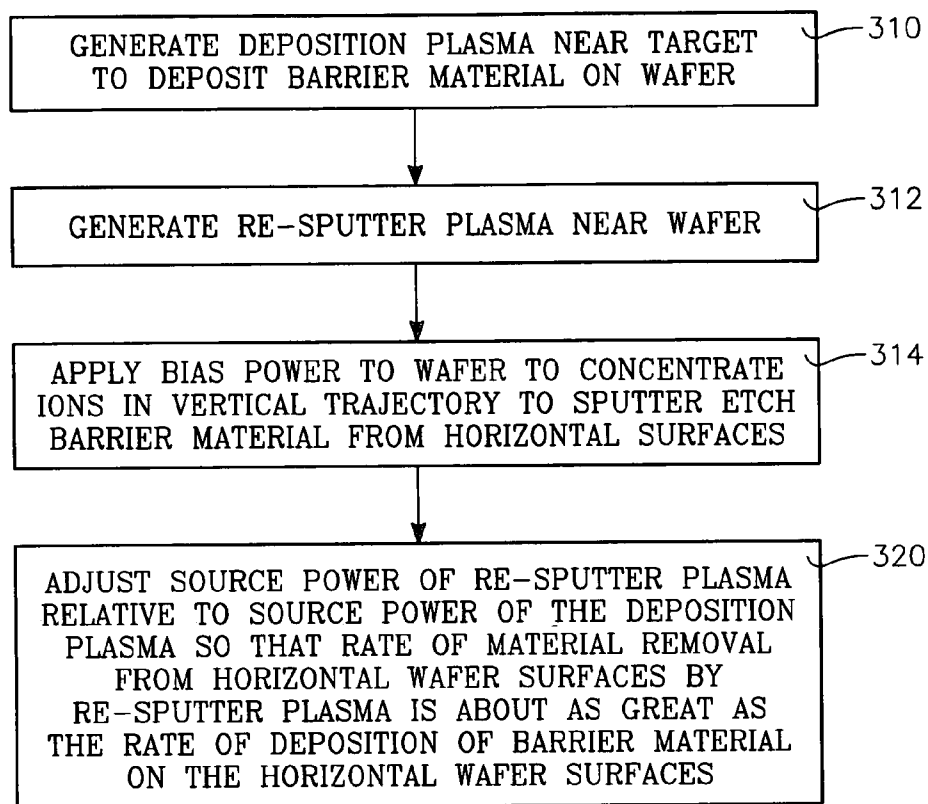 GENERATE DEPOSITION PLASMA NEAR TARGET
TO DEPOSIT BARRIER MATERIAL ON WAFER
310
GENERATE RE-SPUTTER PLASMA NEAR WAFER
312
APPLY BIAS POWER TO WAFER TO CONCENTRATE
IONS IN VERTICAL TRAJECTORY TO SPUTTER ETCH
BARRIER MATERIAL FROM HORIZONTAL SURFACES
314
ADJUST SOURCE POWER OF RE-SPUTTER PLASMA
RELATIVE TO SOURCE POWER OF THE DEPOSITION
PLASMA SO THAT RATE OF MATERIAL REMOVAL
FROM HORIZONTAL WAFER SURFACES BY
RE-SPUTTER PLASMA IS ABOUT AS GREAT AS
THE RATE OF DEPOSITION OF BARRIER MATERIAL
ON THE HORIZONTAL WAFER SURFACES
320